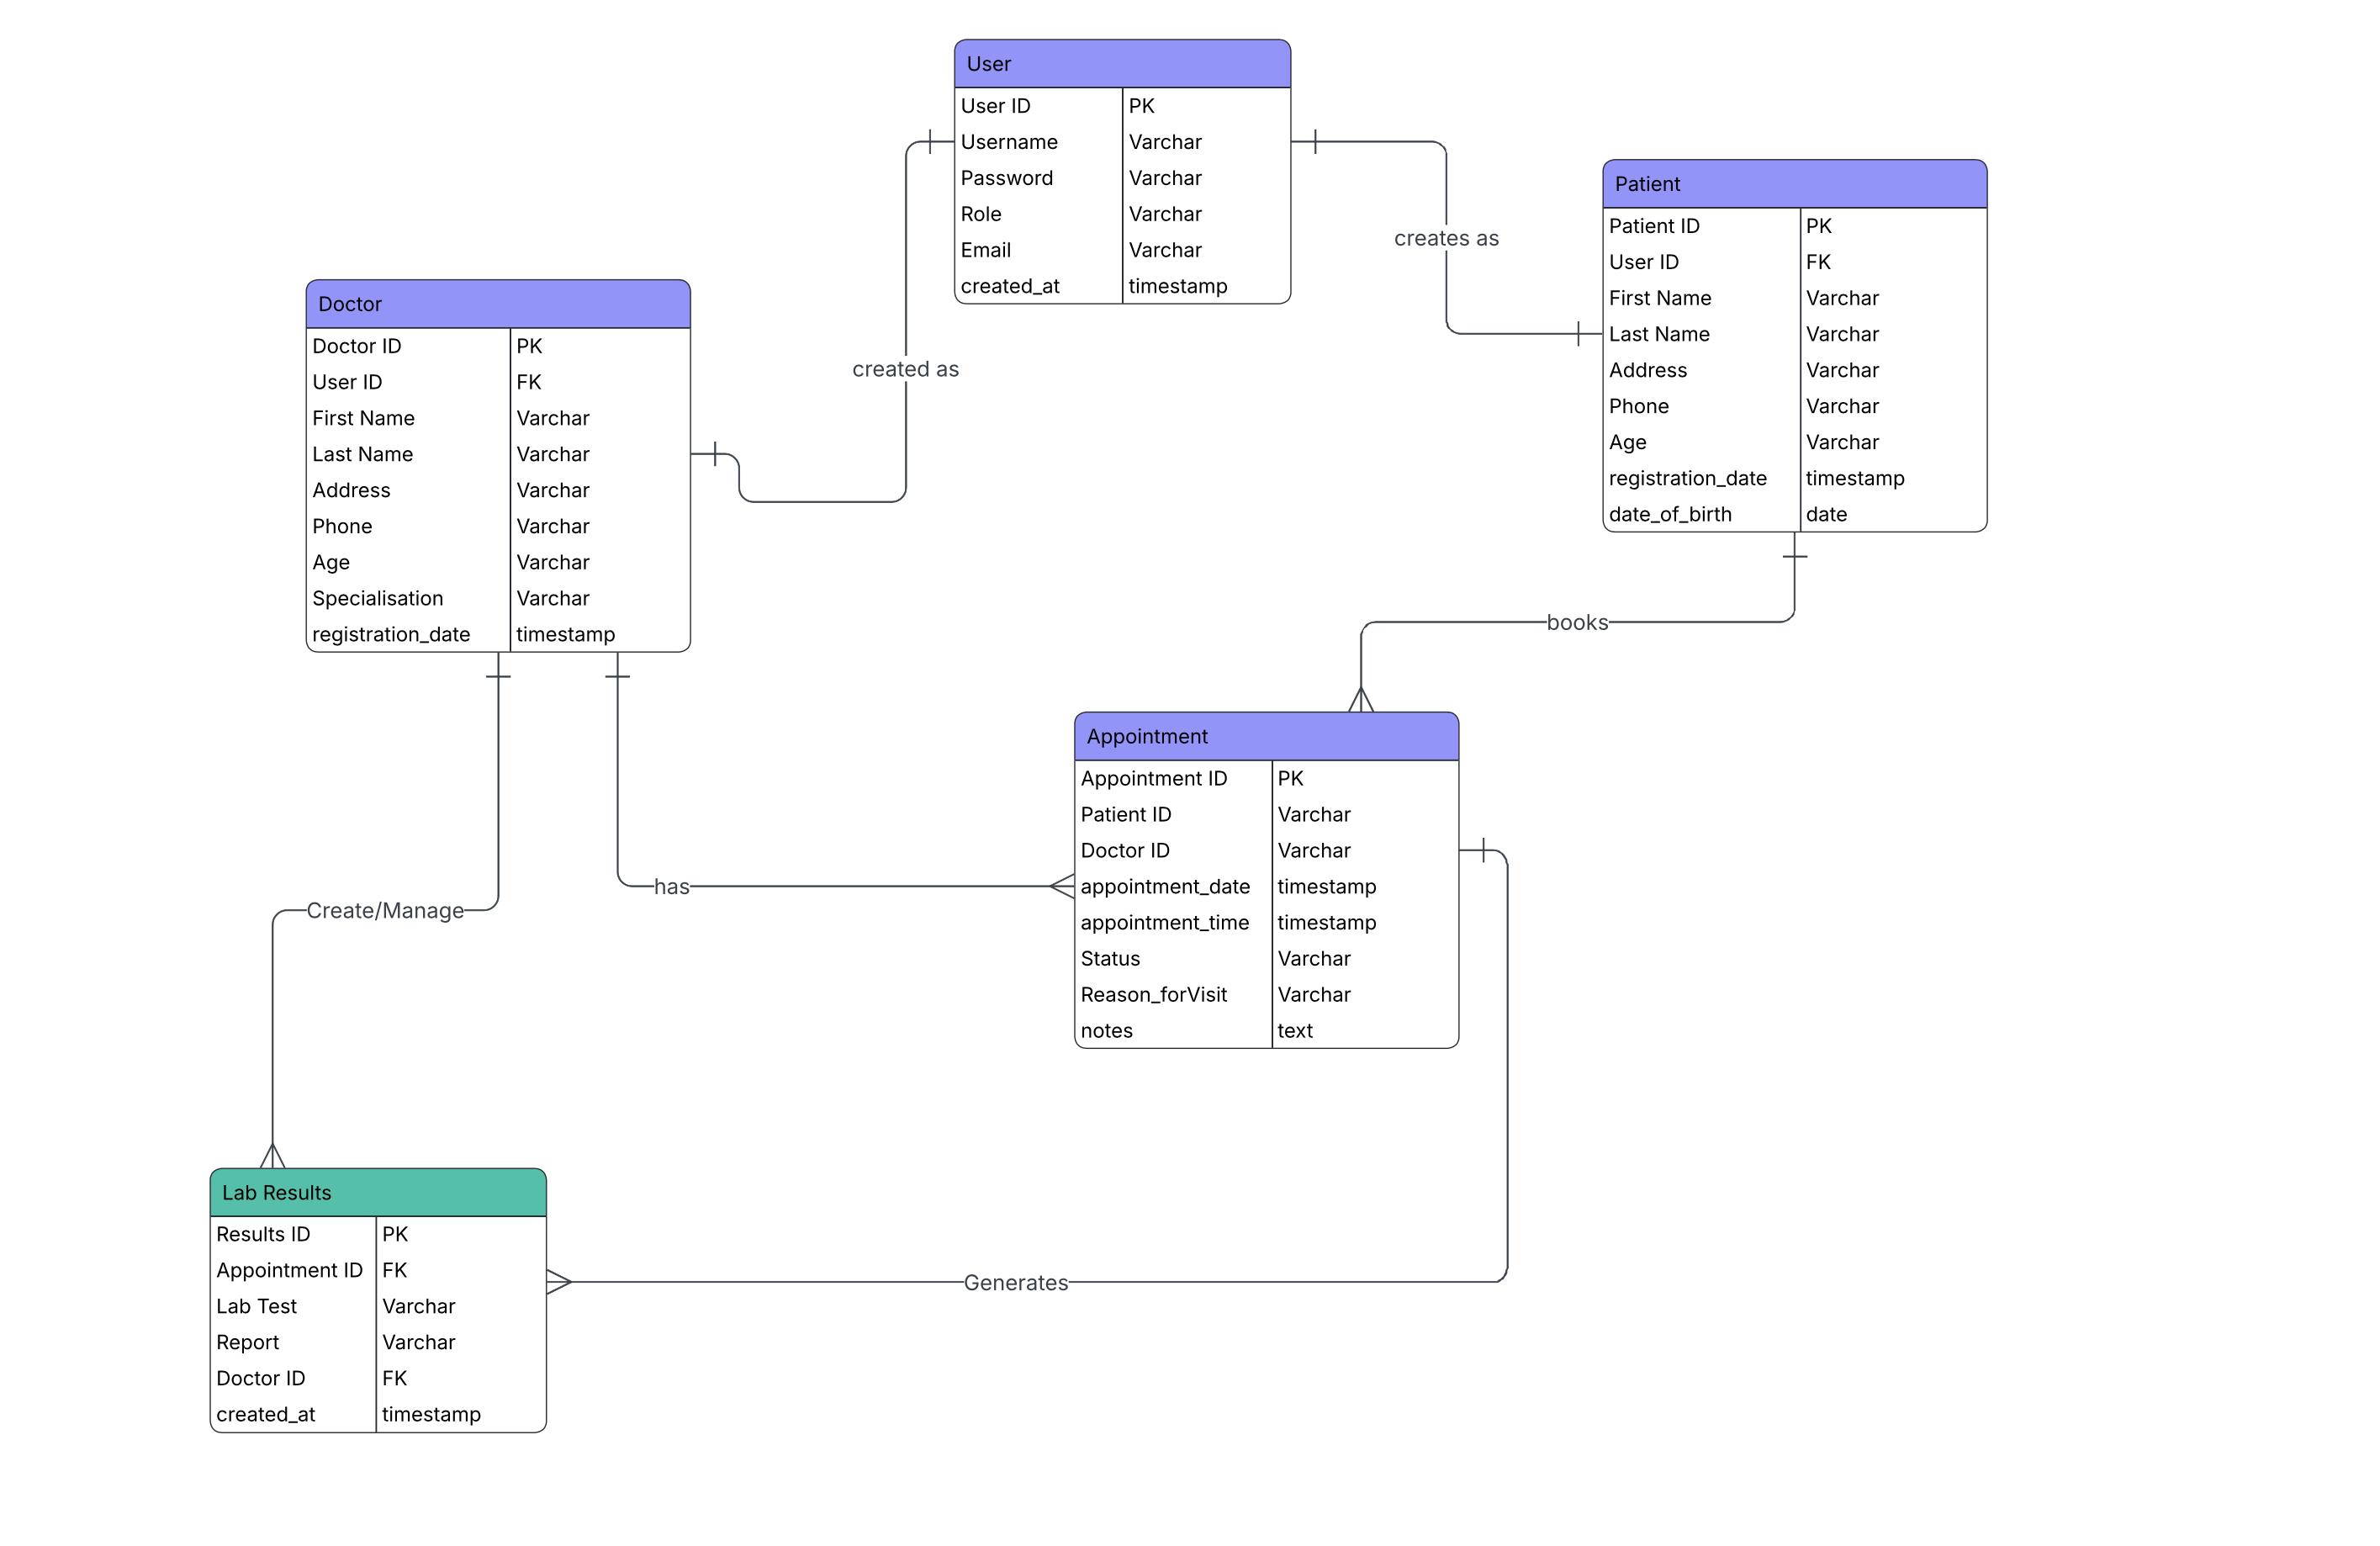 User
User ID PK
Username Varchar
Password Varchar
Role Varchar
Email Varchar
created_at timestamp
creates as
Patient
Patient ID PK
User ID FK
First Name Varchar
Last Name Varchar
Address Varchar
Phone Varchar
Age Varchar
registration_date timestamp
date_of_birth date
created as
Doctor
Doctor ID PK
User ID FK
First Name Varchar
Last Name Varchar
Address Varchar
Phone Varchar
Age Varchar
Specialisation Varchar
registration_date timestamp
books
Appointment
Appointment ID PK
Patient ID Varchar
Doctor ID Varchar
appointment_date timestamp
appointment_time timestamp
Status Varchar
Reason_forVisit Varchar
notes text
has
Create/Manage
Lab Results
Results ID PK
Appointment ID FK
Lab Test Varchar
Report Varchar
Doctor ID FK
created_at timestamp
Generates